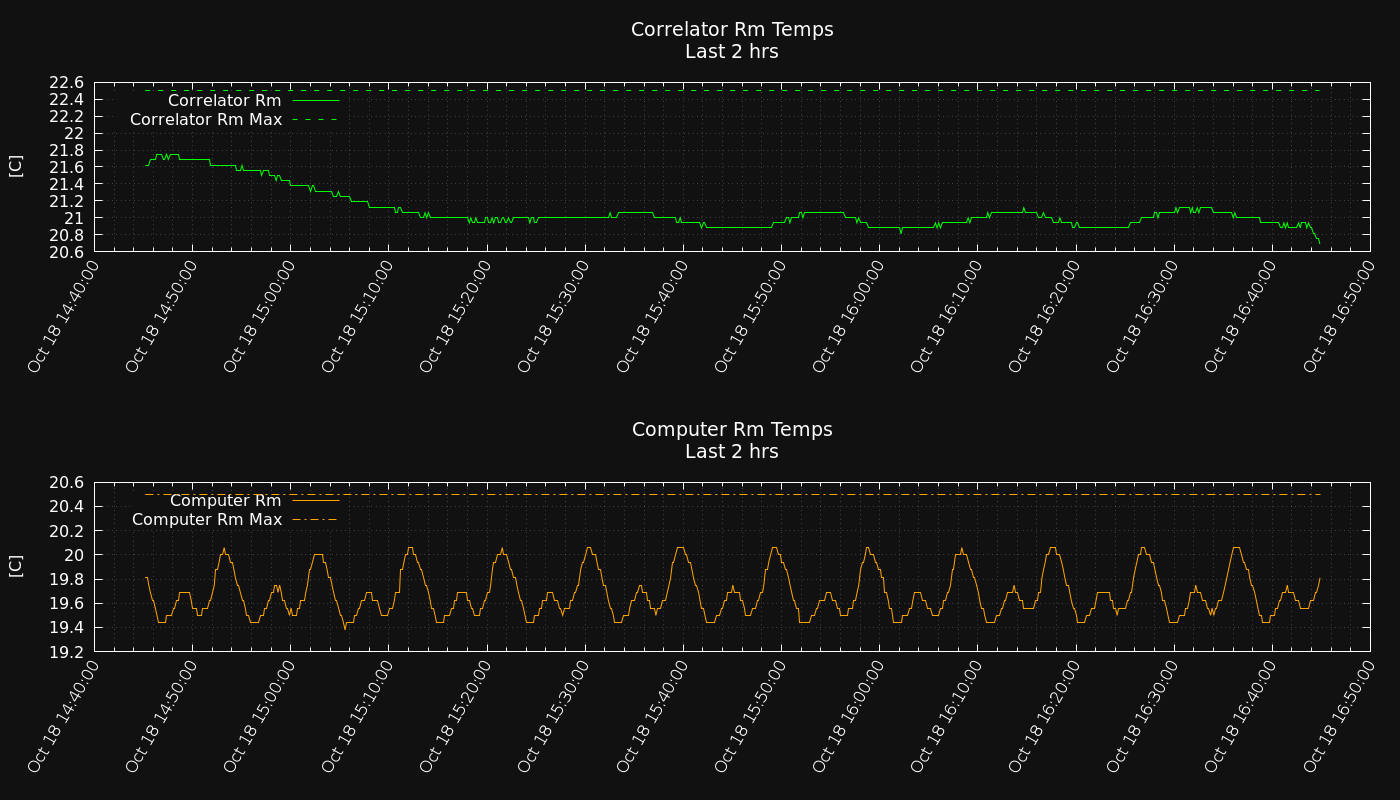 Correlator Rm Temps
Last 2 hrs
22.6
22.4
22.2
22
21.8
21.6
21.4
21.2
21
20.8
20.6
[C]
Correlator Rm
Correlator Rm Max
Oct 18 14:40:00
Oct 18 14:50:00
Oct 18 15:00:00
Oct 18 15:10:00
Oct 18 15:20:00
Oct 18 15:30:00
Oct 18 15:40:00
Oct 18 15:50:00
Oct 18 16:00:00
Oct 18 16:10:00
Oct 18 16:20:00
Oct 18 16:30:00
Oct 18 16:40:00
Oct 18 16:50:00
Computer Rm Temps
Last 2 hrs
20.6
20.4
20.2
20
19.8
19.6
19.4
19.2
[C]
Computer Rm
Computer Rm Max
Oct 18 14:40:00
Oct 18 14:50:00
Oct 18 15:00:00
Oct 18 15:10:00
Oct 18 15:20:00
Oct 18 15:30:00
Oct 18 15:40:00
Oct 18 15:50:00
Oct 18 16:00:00
Oct 18 16:10:00
Oct 18 16:20:00
Oct 18 16:30:00
Oct 18 16:40:00
Oct 18 16:50:00